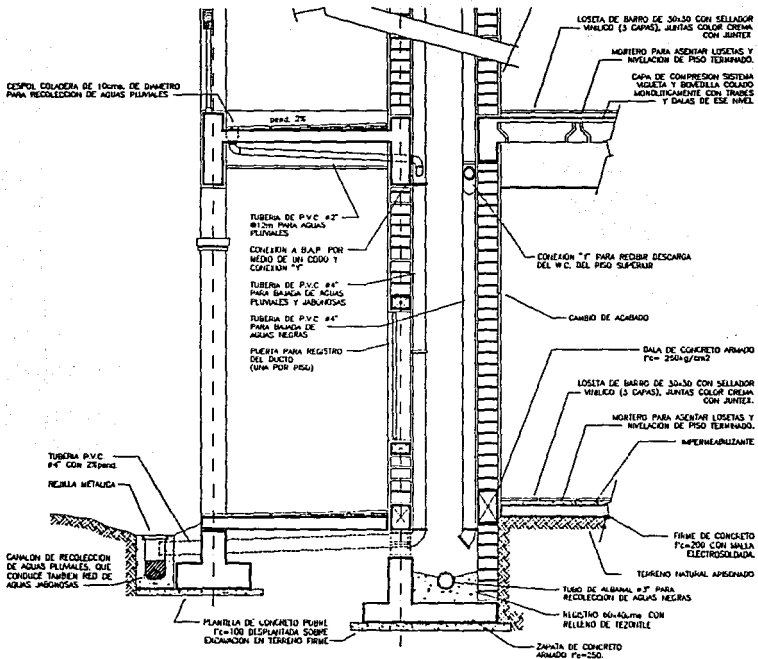 LOSETA DE BARRO DE 30x30 CON SELLADOR
VINILICO (3 CAPAS), JUNTAS COLOR CREMA
CON JUNTEX
MORTERO PARA ASENTAR LOSETAS Y
NIVELACION DE PISO TERMINADO.
CAPA DE COMPRESION SISTEMA
VIGUETA Y BOVEDILLA COLADO
MONOLITICAMENTE CON TRABES
Y DALAS DE ESE NIVEL
CESPOL COLADERA DE 10cms. DE DIAMETRO
PARA RECOLECCION DE AGUAS PLUVIALES
pend. 2%
TUBERIA DE P.V.C. ø2"
@12m PARA AGUAS
PLUVIALES
CONEXION A B.A.P. POR
MEDIO DE UN CODO Y
CONEXION "Y"
TUBERIA DE P.V.C. ø4"
PARA BAJADA DE AGUAS
PLUVIALES Y JABONOSAS
TUBERIA DE P.V.C. ø4"
PARA BAJADA DE
AGUAS NEGRAS
PUERTA PARA REGISTRO
DEL DUCTO
(UNA POR PISO)
CONEXION "Y" PARA RECIBIR DESCARGA
DEL W.C. DEL PISO SUPERIOR
CAMBIO DE ACABADO
DALA DE CONCRETO ARMADO
f'c= 250kg/cm2
LOSETA DE BARRO DE 30x30 CON SELLADOR
VINILICO (3 CAPAS), JUNTAS COLOR CREMA
CON JUNTEX.
MORTERO PARA ASENTAR LOSETAS Y
NIVELACION DE PISO TERMINADO.
IMPERMEABILIZANTE
TUBERIA P.V.C.
ø4" CON 2%pend.
REJILLA METALICA
CANALON DE RECOLECCION
DE AGUAS PLUVIALES, QUE
CONDUCE TAMBIEN RED DE
AGUAS JABONOSAS
FIRME DE CONCRETO
f'c=200 CON MALLA
ELECTROSOLDADA.
TERRENO NATURAL APISONADO
TUBO DE ALBANAL ø3" PARA
RECOLECCION DE AGUAS NEGRAS
REGISTRO 60x40cms CON
RELLENO DE TEZONTLE
PLANTILLA DE CONCRETO POBRE
f'c=100 DESPLANTADA SOBRE
EXCAVACION EN TERRENO FIRME
ZAPATA DE CONCRETO
ARMADO f'c=250.